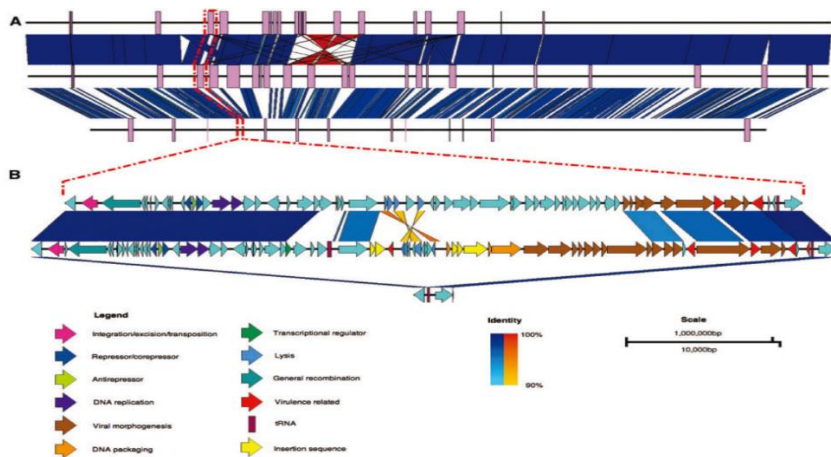 A
B
Legend
Integration/excision/transposition
Repressor/corepressor
Antirepressor
DNA replication
Viral morphogenesis
DNA packaging
Transcriptional regulator
Lysis
General recombination
Virulence related
tRNA
Insertion sequence
Identity
100%
90%
Scale
1,000,000bp
10,000bp